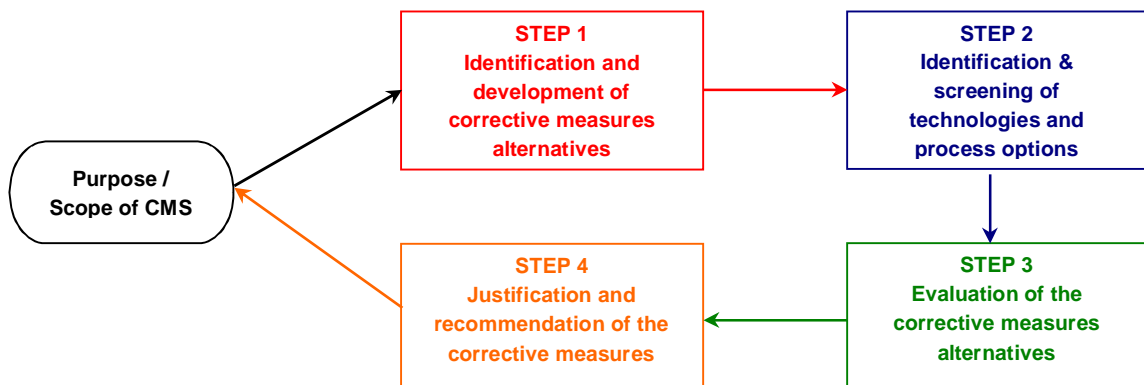 Purpose /
Scope of CMS
STEP 1
Identification and
development of
corrective measures
alternatives
STEP 2
Identification &
screening of
technologies and
process options
STEP 3
Evaluation of the
corrective measures
alternatives
STEP 4
Justification and
recommendation of the
corrective measures